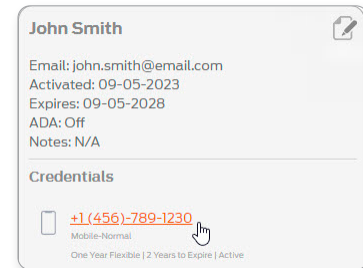 John Smith
Email: john.smith@email.com
Activated: 09-05-2023
Expires: 09-05-2028
ADA: Off
Notes: N/A
Credentials
+1 (456)-789-1230
Mobile-Normal
One Year Flexible | 2 Years to Expire | Active